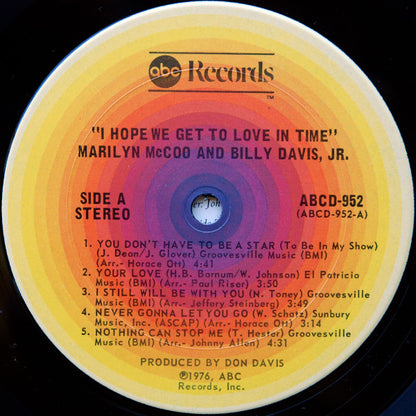 abc Records
™
"I HOPE WE GET TO LOVE IN TIME"
MARILYN McCOO AND BILLY DAVIS, JR.
SIDE A
STEREO
ABCD-952
(ABCD-952-A)
1. YOU DON'T HAVE TO BE A STAR (To Be In My Show)
(J. Dean/J. Glover) Groovesville Music (BMI)
(Arr.- Horace Ott) 4:41
2. YOUR LOVE (H.B. Barnum/W. Johnson) El Patricio
Music (BMI) (Arr.- Paul Riser) 3:50
3. I STILL WILL BE WITH YOU (N. Toney) Groovesville
Music (BMI) (Arr.- Jeffery Steinberg) 3:49
4. NEVER GONNA LET YOU GO (W. Schatz) Sunbury
Music, Inc. (ASCAP) (Arr.- Horace Ott) 3:14
5. NOTHING CAN STOP ME (T. Hester) Groovesville
Music (BMI) (Arr.- Johnny Allen) 4:31
PRODUCED BY DON DAVIS
℗1976, ABC
Records, Inc.